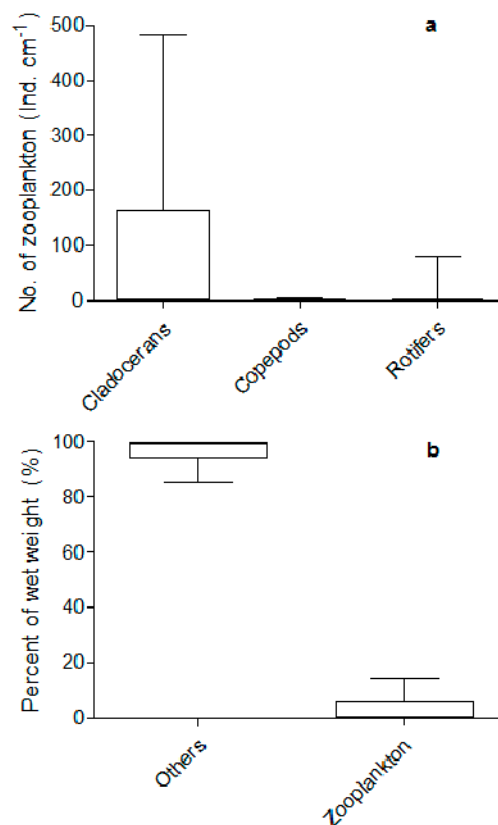 a
No. of zooplankton (Ind. cm⁻¹)
500
400
300
200
100
0
Cladocerans
Copepods
Rotifers
b
Percent of wet weight (%)
100
80
60
40
20
0
Others
Zooplankton